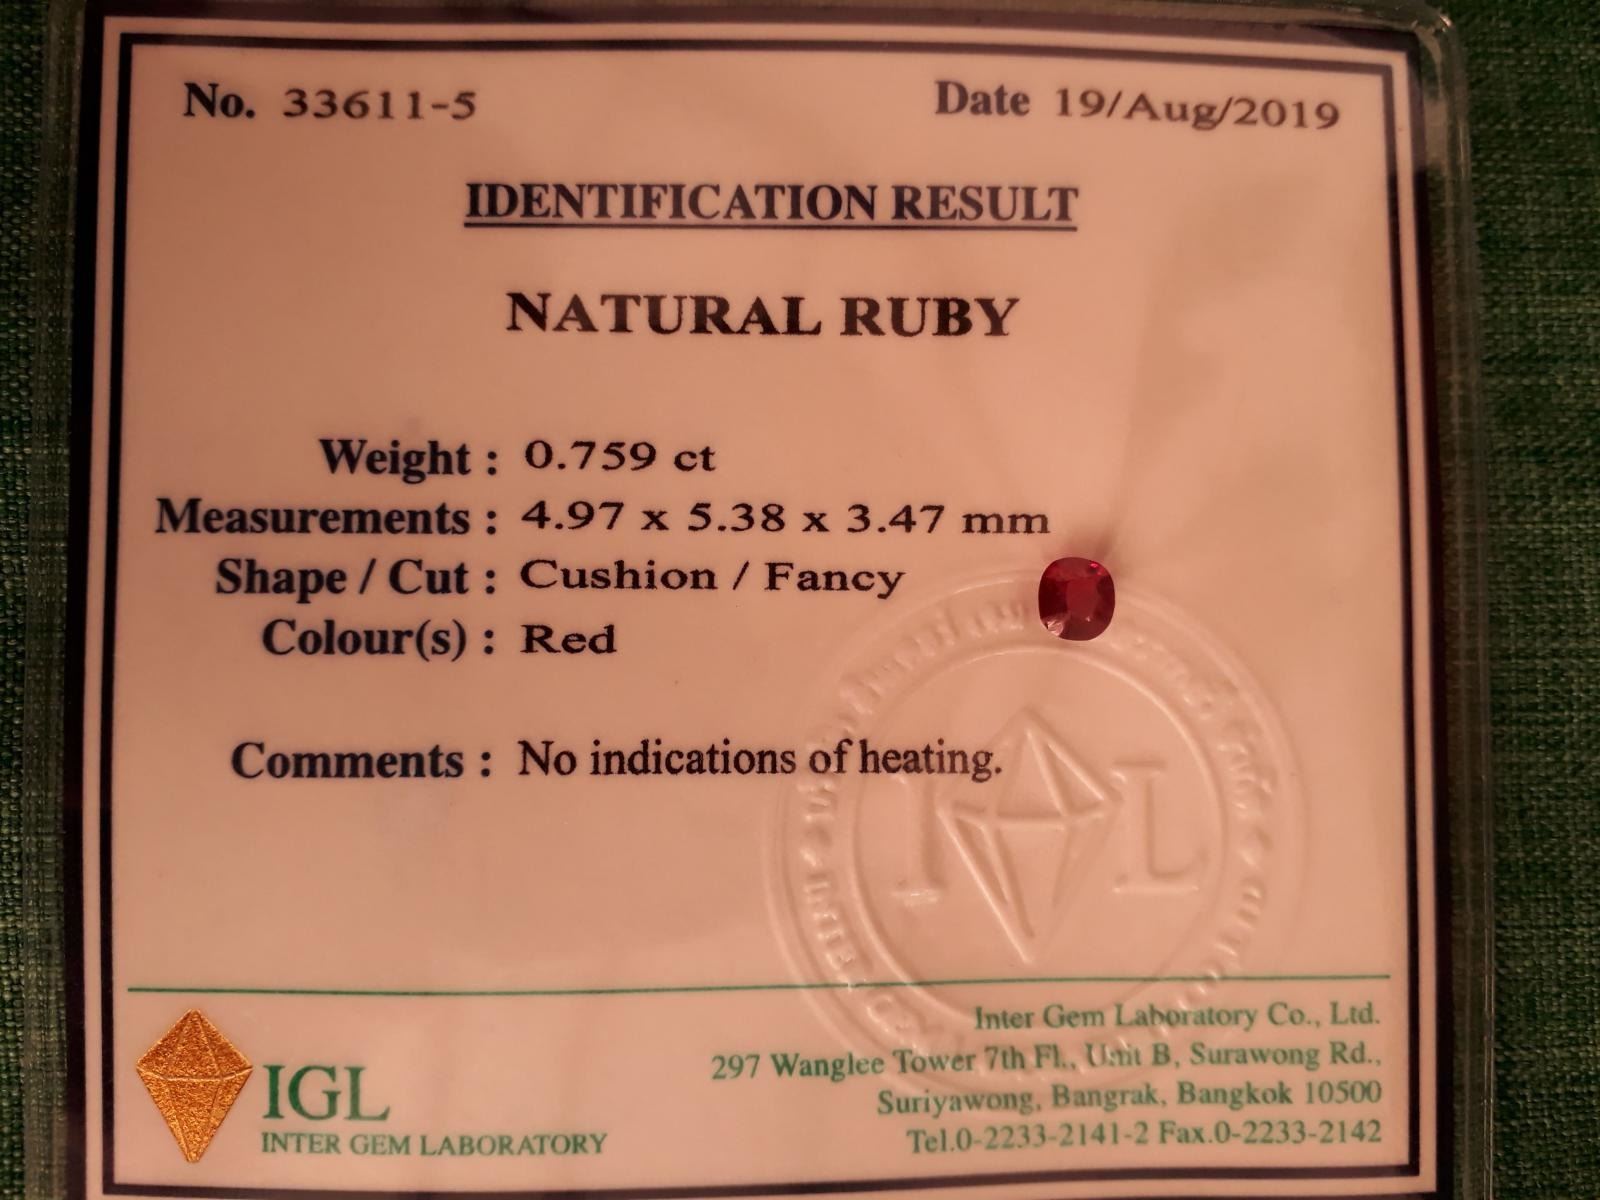 No. 33611-5
Date 19/Aug/2019
IDENTIFICATION RESULT
NATURAL RUBY
Weight : 0.759 ct
Measurements : 4.97 x 5.38 x 3.47 mm
Shape / Cut : Cushion / Fancy
Colour(s) : Red
Comments : No indications of heating.
IGL
INTER GEM LABORATORY
Inter Gem Laboratory Co., Ltd.
297 Wanglee Tower 7th Fl., Unit B, Surawong Rd.,
Suriyawong, Bangrak, Bangkok 10500
Tel.0-2233-2141-2 Fax.0-2233-2142